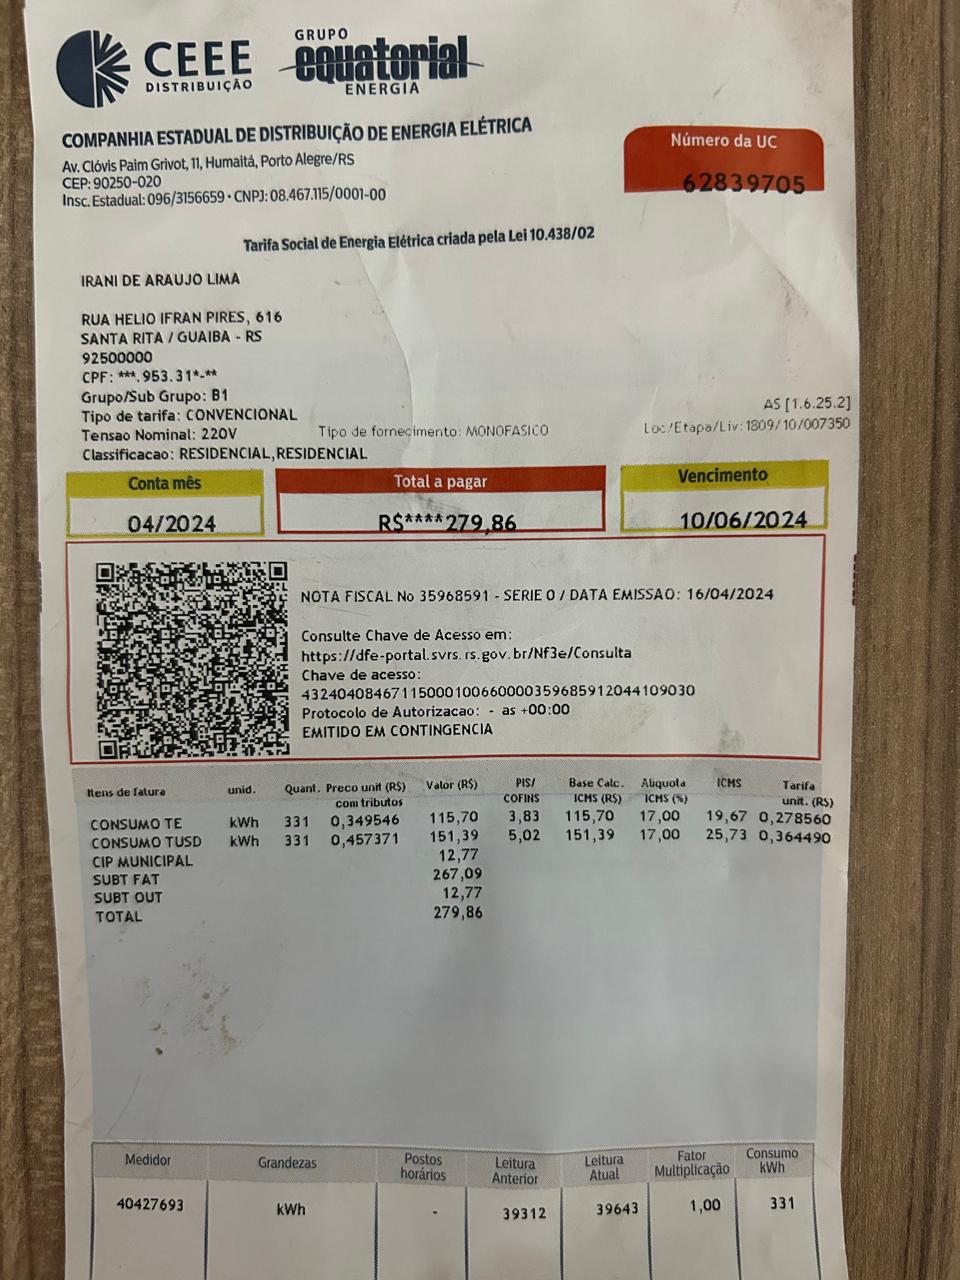 CEEE
DISTRIBUIÇÃO
GRUPO
equatorial
ENERGIA
COMPANHIA ESTADUAL DE DISTRIBUIÇÃO DE ENERGIA ELÉTRICA
Av. Clóvis Paim Grivot, 11, Humaitá, Porto Alegre/RS
CEP: 90250-020
Insc. Estadual: 096/3156659 • CNPJ: 08.467.115/0001-00
Número da UC
62839705
Tarifa Social de Energia Elétrica criada pela Lei 10.438/02
IRANI DE ARAUJO LIMA
RUA HELIO IFRAN PIRES, 616
SANTA RITA / GUAIBA - RS
92500000
CPF: ***.953.31*-**
Grupo/Sub Grupo: B1
Tipo de tarifa: CONVENCIONAL
AS [1.6.25.2]
Tensao Nominal: 220V Tipo de fornecimento: MONOFASICO Loc/Etapa/Liv: 1809/10/007350
Classificacao: RESIDENCIAL,RESIDENCIAL
Conta mês Total a pagar Vencimento
04/2024 R$****279,86 10/06/2024
NOTA FISCAL No 35968591 - SERIE 0 / DATA EMISSAO: 16/04/2024
Consulte Chave de Acesso em:
https://dfe-portal.svrs.rs.gov.br/Nf3e/Consulta
Chave de acesso:
43240408467115000100660000359685912044109030
Protocolo de Autorizacao: - as +00:00
EMITIDO EM CONTINGENCIA
Itens de fatura unid. Quant. Preco unit (R$) com tributos Valor (R$) PIS/ COFINS Base Calc. ICMS (R$) Aliquota ICMS (%) ICMS Tarifa unit. (R$)
CONSUMO TE kWh 331 0,349546 115,70 3,83 115,70 17,00 19,67 0,278560
CONSUMO TUSD kWh 331 0,457371 151,39 5,02 151,39 17,00 25,73 0,364490
CIP MUNICIPAL 12,77
SUBT FAT 267,09
SUBT OUT 12,77
TOTAL 279,86
Medidor Grandezas Postos horários Leitura Anterior Leitura Atual Fator Multiplicação Consumo kWh
40427693 kWh - 39312 39643 1,00 331